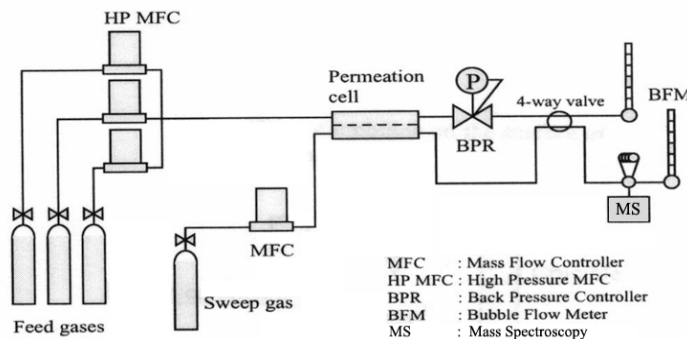 HP MFC
Permeation
cell
P
4-way valve
BFM
BPR
MS
MFC
Sweep gas
Feed gases
MFC : Mass Flow Controller
HP MFC : High Pressure MFC
BPR : Back Pressure Controller
BFM : Bubble Flow Meter
MS : Mass Spectroscopy